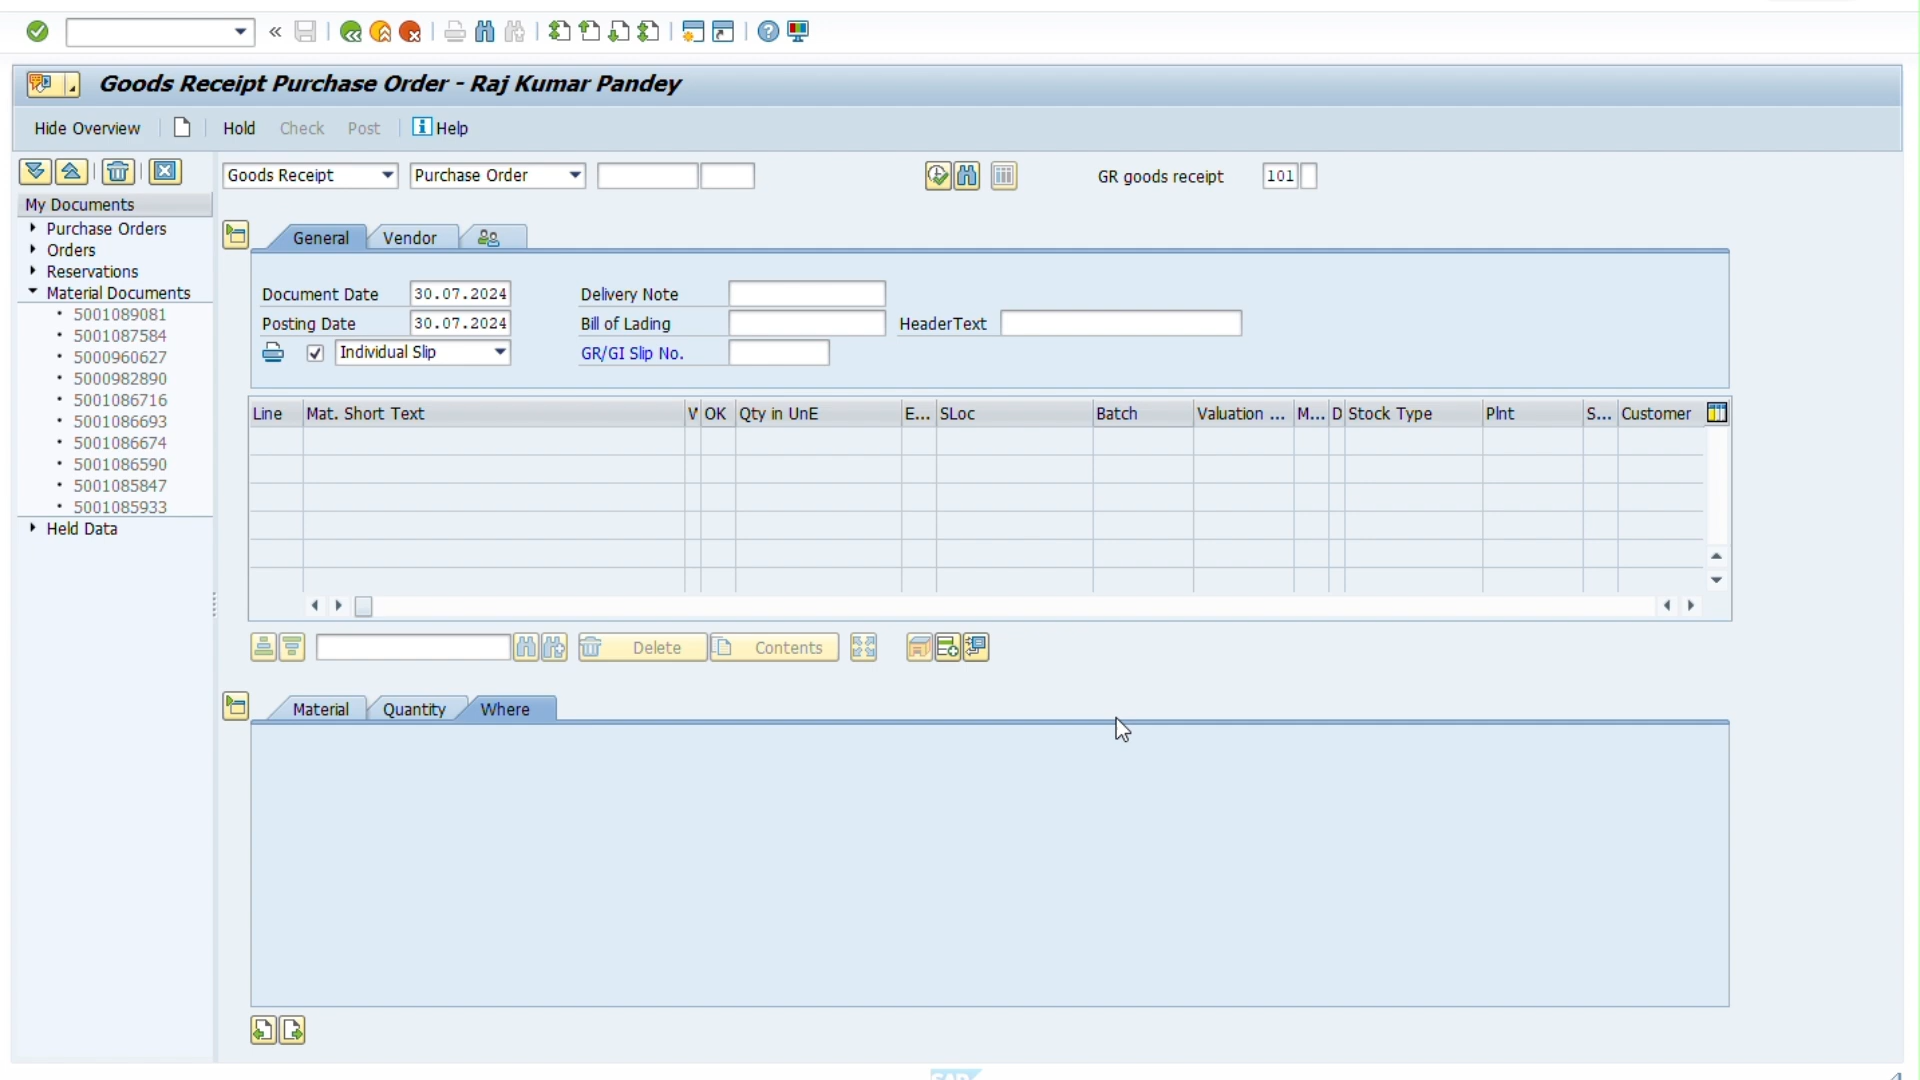 Goods Receipt Purchase Order - Raj Kumar Pandey
Hide Overview Hold Check Post Help
Goods Receipt Purchase Order GR goods receipt 101
My Documents
Purchase Orders
Orders
Reservations
Material Documents
5001089081
5001087584
5000960627
5000982890
5001086716
5001086693
5001086674
5001086590
5001085847
5001085933
Held Data
General Vendor
Document Date 30.07.2024 Delivery Note
Posting Date 30.07.2024 Bill of Lading HeaderText
Individual Slip GR/GI Slip No.
Line Mat. Short Text OK Qty in UnE E... SLoc Batch Valuation ... M... D Stock Type Plnt S... Customer
Delete Contents
Material Quantity Where